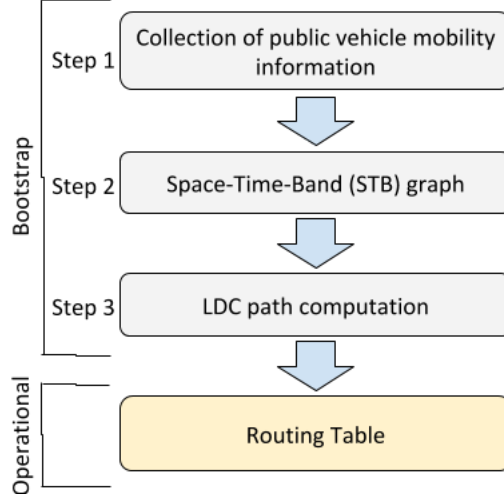 Bootstrap
Step 1
Collection of public vehicle mobility
information
Step 2
Space-Time-Band (STB) graph
Step 3
LDC path computation
Operational
Routing Table